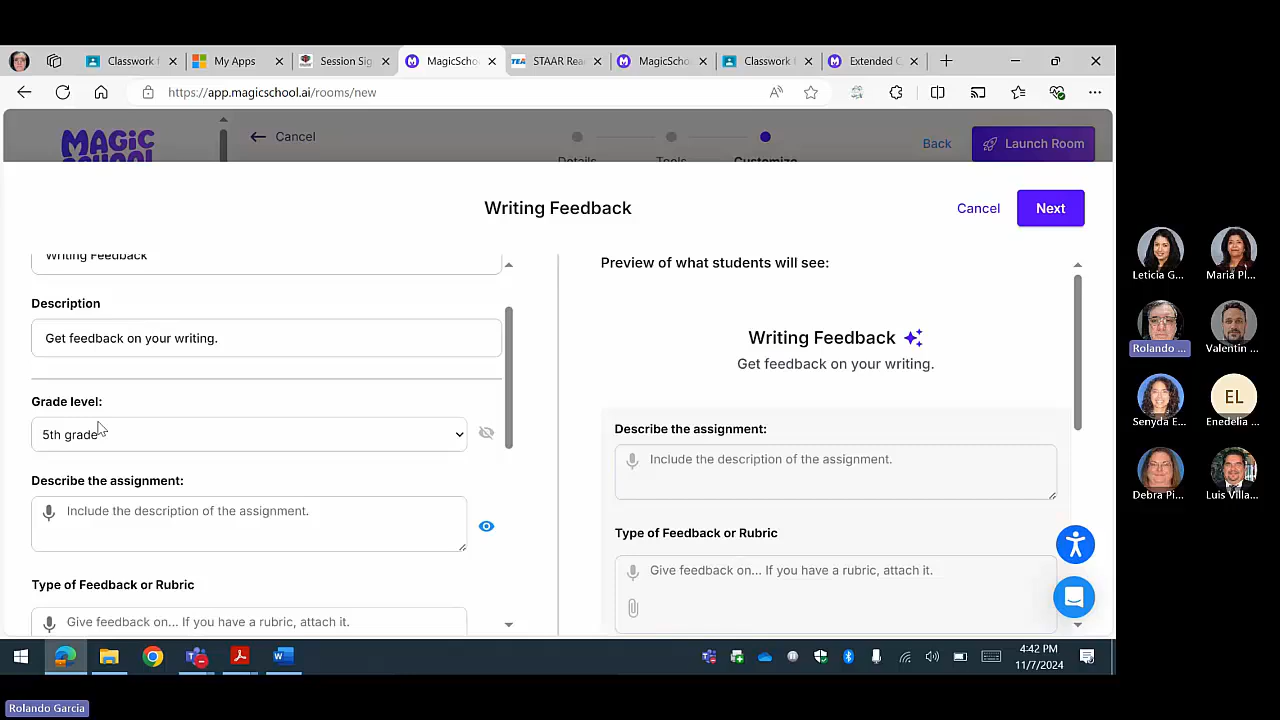 Classwork f
My Apps
Session Sig
MagicScho
TEA
STAAR Rea
MagicScho
Classwork
Extended C
https://app.magicschool.ai/rooms/new
MAGIC
SCHOOL
Cancel
Details
Tools
Customize
Back
Launch Room
Writing Feedback
Cancel
Next
Writing Feedback
Description
Get feedback on your writing.
Grade level:
5th grade
Describe the assignment:
Include the description of the assignment.
Type of Feedback or Rubric
Give feedback on... If you have a rubric, attach it.
Preview of what students will see:
Writing Feedback
Get feedback on your writing.
Describe the assignment:
Include the description of the assignment.
Type of Feedback or Rubric
Give feedback on... If you have a rubric, attach it.
Leticia G...
Maria Pl...
Rolando ...
Valentin ...
Senyda E...
EL
Enedelia ...
Debra Pi...
Luis Villa...
4:42 PM
11/7/2024
Rolando Garcia